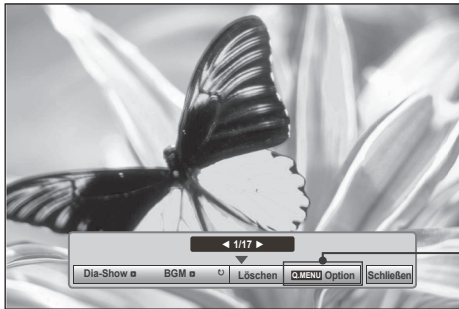 ◀ 1/17 ▶
Dia-Show BGM ↻ Löschen Q.MENU Option Schließen